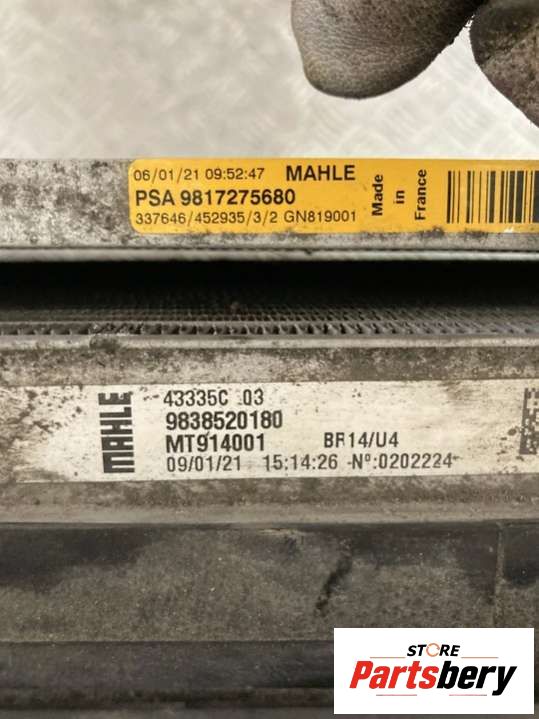 06/01/21 09:52:47 MAHLE
PSA 9817275680
337646/452935/3/2 GN819001
Made in France
MAHLE
43335C 03
9838520180
MT914001 BR14/U4
09/01/21 15:14:26 -Nº:0202224-
STORE
Partsbery